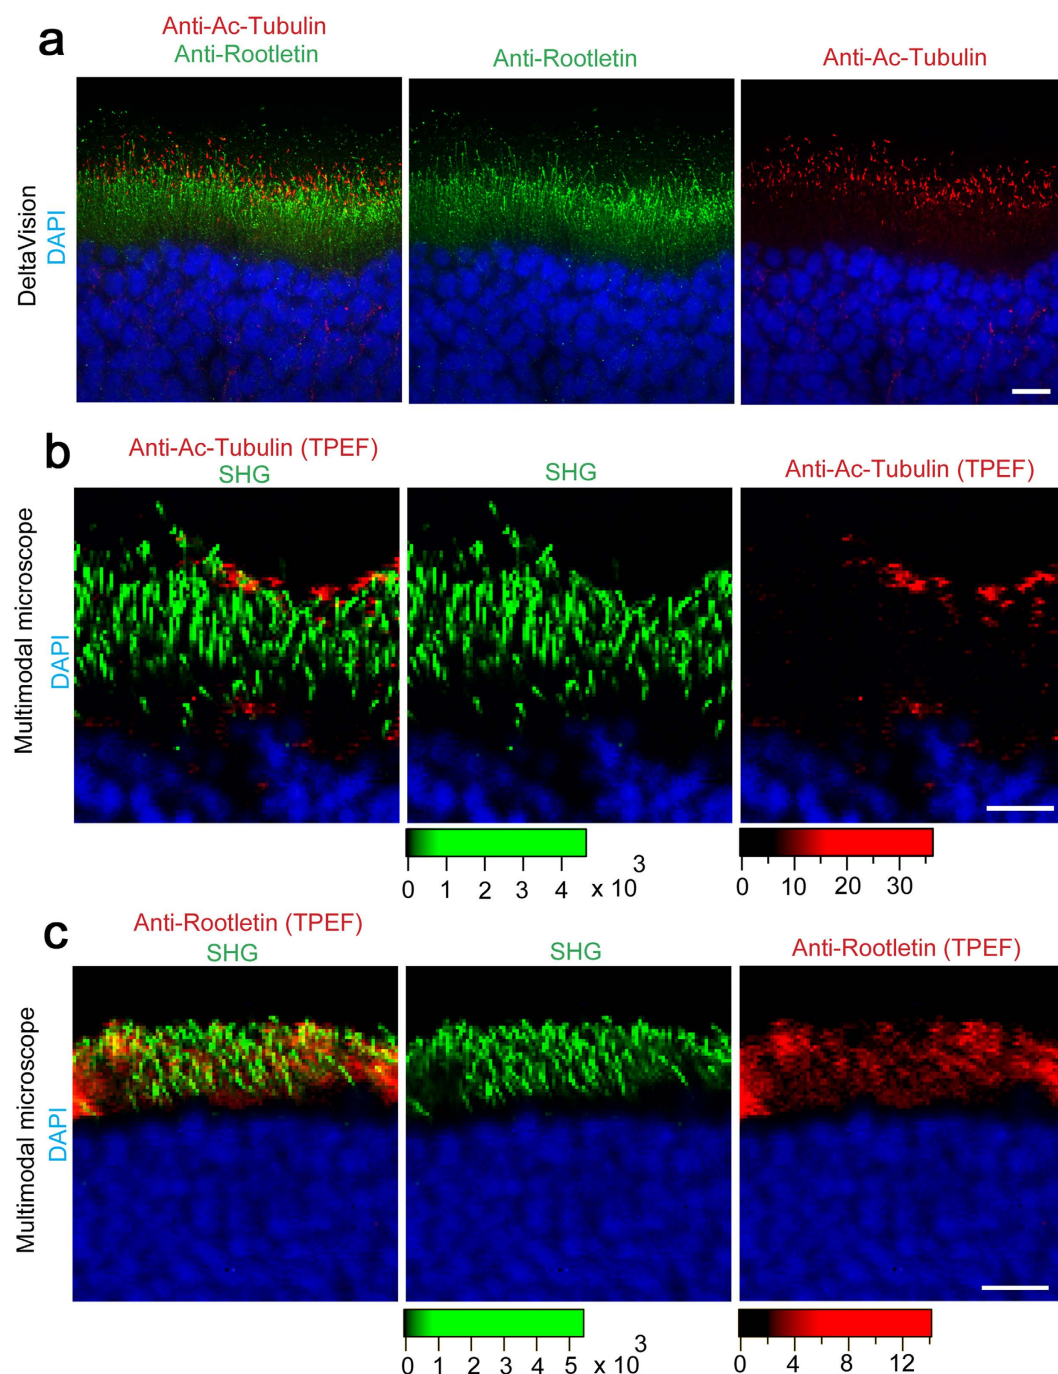 a
Anti-Ac-Tubulin
Anti-Rootletin
Anti-Rootletin
Anti-Ac-Tubulin
DeltaVision
DAPI
b
Anti-Ac-Tubulin (TPEF)
SHG
SHG
Anti-Ac-Tubulin (TPEF)
Multimodal microscope
DAPI
0 1 2 3 4 x 10 3
0 10 20 30
c
Anti-Rootletin (TPEF)
SHG
SHG
Anti-Rootletin (TPEF)
Multimodal microscope
DAPI
0 1 2 3 4 5 x 10 3
0 4 8 12